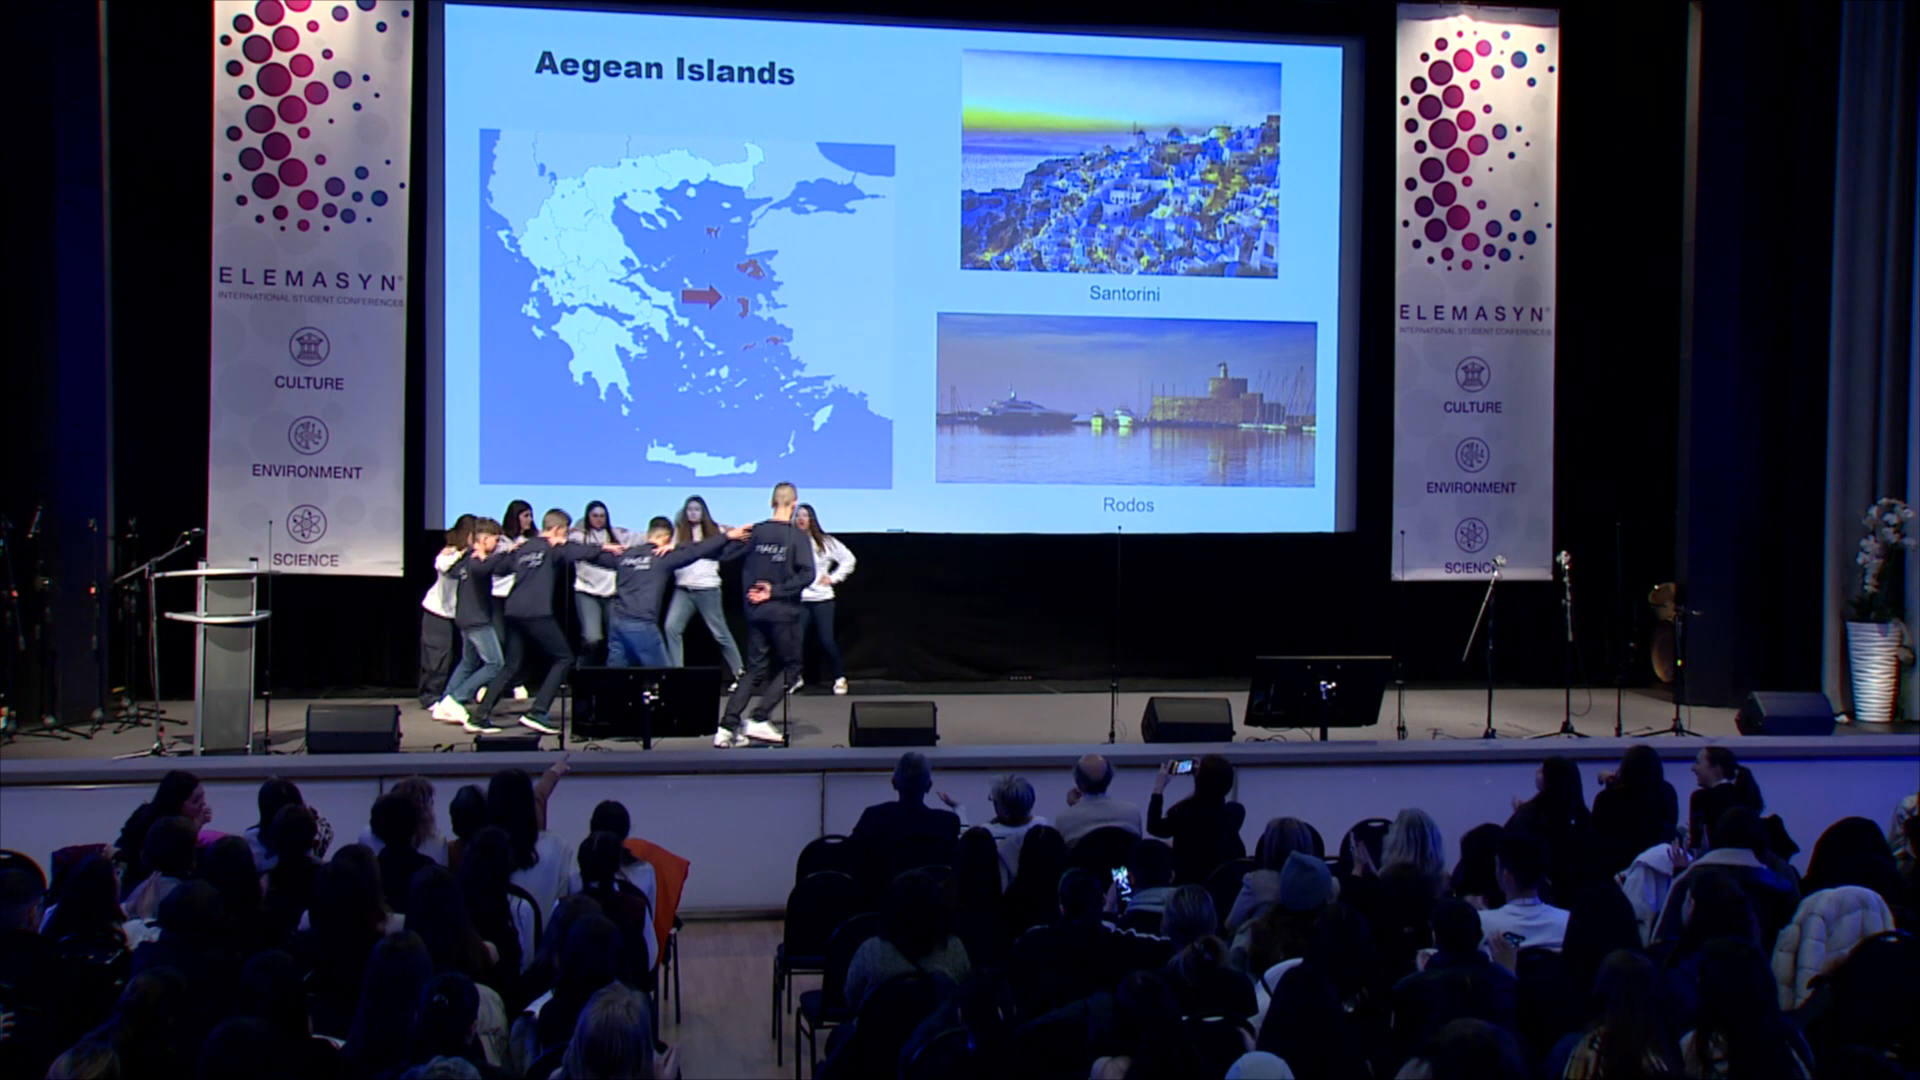 Aegean Islands
Santorini
Rodos
ELEMASYN®
INTERNATIONAL STUDENT CONFERENCES
CULTURE
ENVIRONMENT
SCIENCE
ELEMASYN®
INTERNATIONAL STUDENT CONFERENCES
CULTURE
ENVIRONMENT
SCIENCE